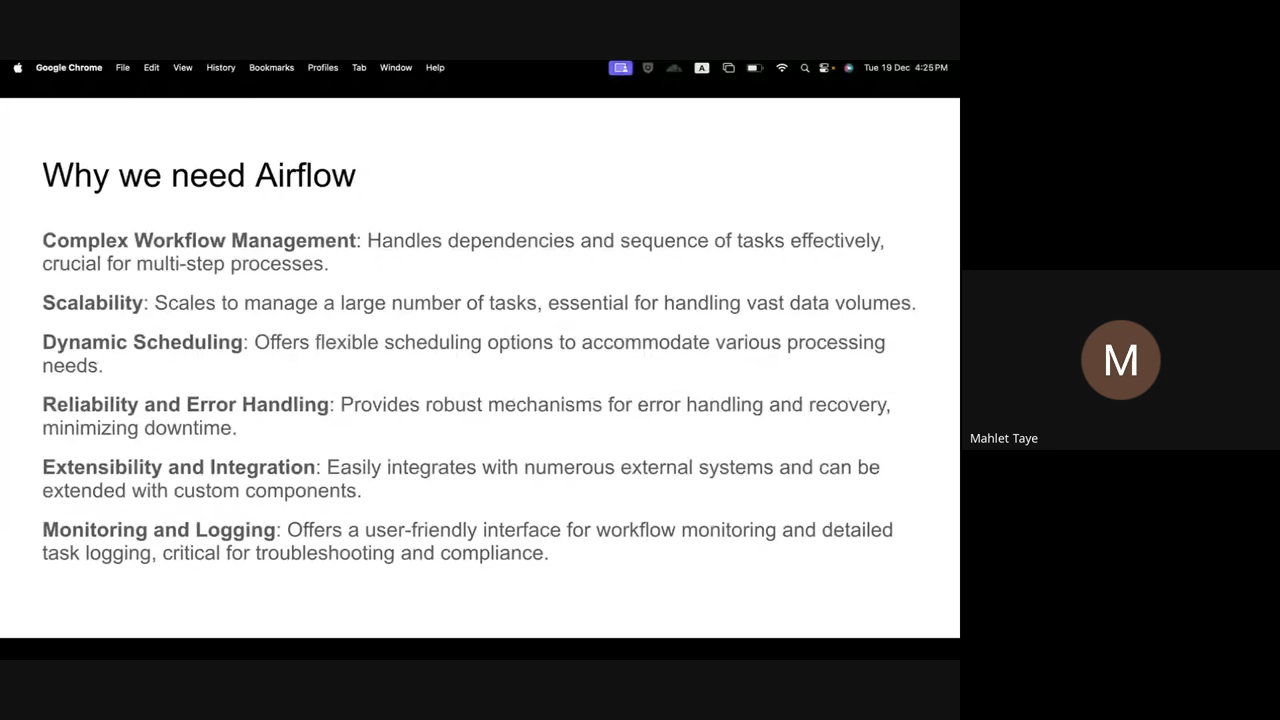 Google Chrome File Edit View History Bookmarks Profiles Tab Window Help A Tue 19 Dec 4:25 PM
Why we need Airflow
Complex Workflow Management: Handles dependencies and sequence of tasks effectively,
crucial for multi-step processes.
Scalability: Scales to manage a large number of tasks, essential for handling vast data volumes.
Dynamic Scheduling: Offers flexible scheduling options to accommodate various processing
needs.
Reliability and Error Handling: Provides robust mechanisms for error handling and recovery,
minimizing downtime.
Extensibility and Integration: Easily integrates with numerous external systems and can be
extended with custom components.
Monitoring and Logging: Offers a user-friendly interface for workflow monitoring and detailed
task logging, critical for troubleshooting and compliance.
M
Mahlet Taye